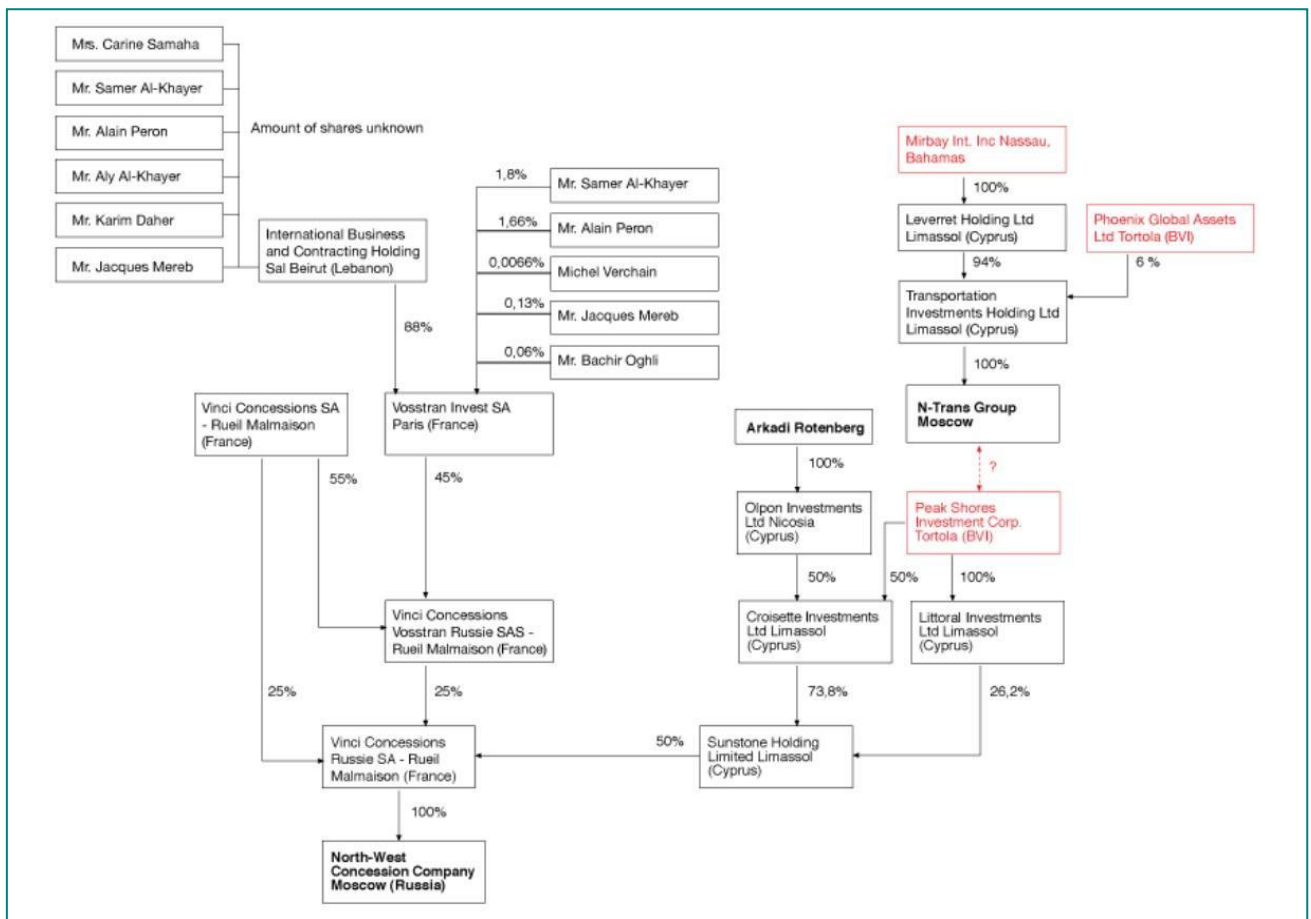 Mrs. Carine Samaha
Mr. Samer Al-Khayer
Mr. Alain Peron
Mr. Aly Al-Khayer
Mr. Karim Daher
Mr. Jacques Mereb
Amount of shares unknown
International Business
and Contracting Holding
Sal Beirut (Lebanon)
88%
1,8%
Mr. Samer Al-Khayer
1,66%
Mr. Alain Peron
0,0066%
Michel Verchain
0,13%
Mr. Jacques Mereb
0,06%
Mr. Bachir Oghli
Mirbay Int. Inc Nassau,
Bahamas
100%
Leverret Holding Ltd
Limassol (Cyprus)
Phoenix Global Assets
Ltd Tortola (BVI)
94%
6 %
Transportation
Investments Holding Ltd
Limassol (Cyprus)
100%
N-Trans Group
Moscow
?
Vinci Concessions SA
- Rueil Malmaison
(France)
Vosstran Invest SA
Paris (France)
55%
45%
Arkadi Rotenberg
100%
Olpon Investments
Ltd Nicosia
(Cyprus)
Peak Shores
Investment Corp.
Tortola (BVI)
50%
50%
100%
Vinci Concessions
Vosstran Russie SAS -
Rueil Malmaison (France)
Croisette Investments
Ltd Limassol
(Cyprus)
Littoral Investments
Ltd Limassol
(Cyprus)
25%
25%
73,8%
26,2%
Vinci Concessions
Russie SA - Rueil
Malmaison (France)
50%
Sunstone Holding
Limited Limassol
(Cyprus)
100%
North-West
Concession Company
Moscow (Russia)